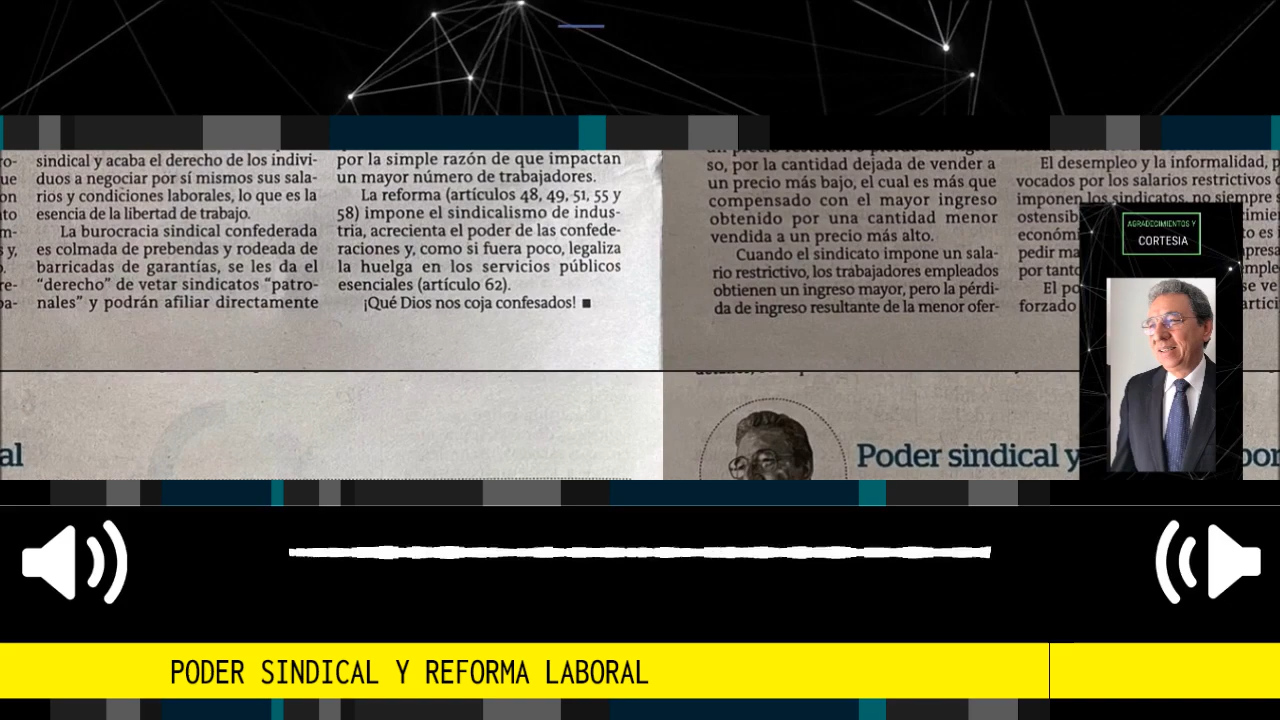 sindical y acaba el derecho de los indivi-
duos a negociar por sí mismos sus sala-
rios y condiciones laborales, lo que es la
esencia de la libertad de trabajo.
La burocracia sindical confederada
es colmada de prebendas y rodeada de
barricadas de garantías, se les da el
“derecho” de vetar sindicatos “patro-
nales” y podrán afiliar directamente
por la simple razón de que impactan
un mayor número de trabajadores.
La reforma (artículos 48, 49, 51, 55 y
58) impone el sindicalismo de indus-
tria, acrecienta el poder de las confede-
raciones y, como si fuera poco, legaliza
la huelga en los servicios públicos
esenciales (artículo 62).
¡Qué Dios nos coja confesados! ■
un precio restrictivo pierde un ingre-
so, por la cantidad dejada de vender a
un precio más bajo, el cual es más que
compensado con el mayor ingreso
obtenido por una cantidad menor
vendida a un precio más alto.
Cuando el sindicato impone un sala-
rio restrictivo, los trabajadores empleados
obtienen un ingreso mayor, pero la pérdi-
da de ingreso resultante de la menor ofer-
El desempleo y la informalidad, p
vocados por los salarios restrictivos
imponen los sindicatos, no siempre s
ostensib
económi
pedir ma
por tanto
El po
forzado
AGRADECIMIENTOS Y
CORTESIA
al
Poder sindical y
PODER SINDICAL Y REFORMA LABORAL